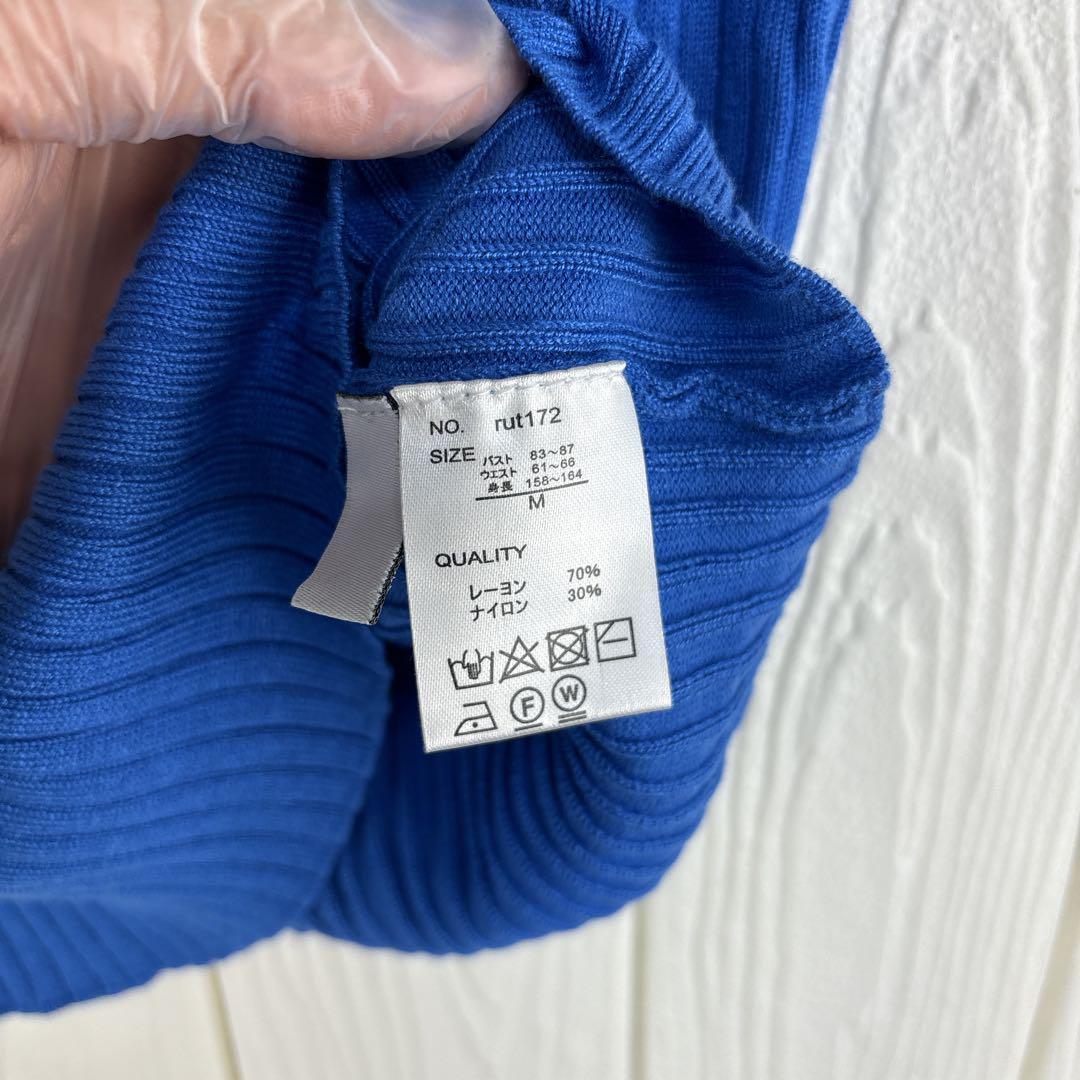 NO. rut172
SIZE バスト 83~87
ウエスト 61~66
身長 158~164
M
QUALITY
レーヨン 70%
ナイロン 30%
F W